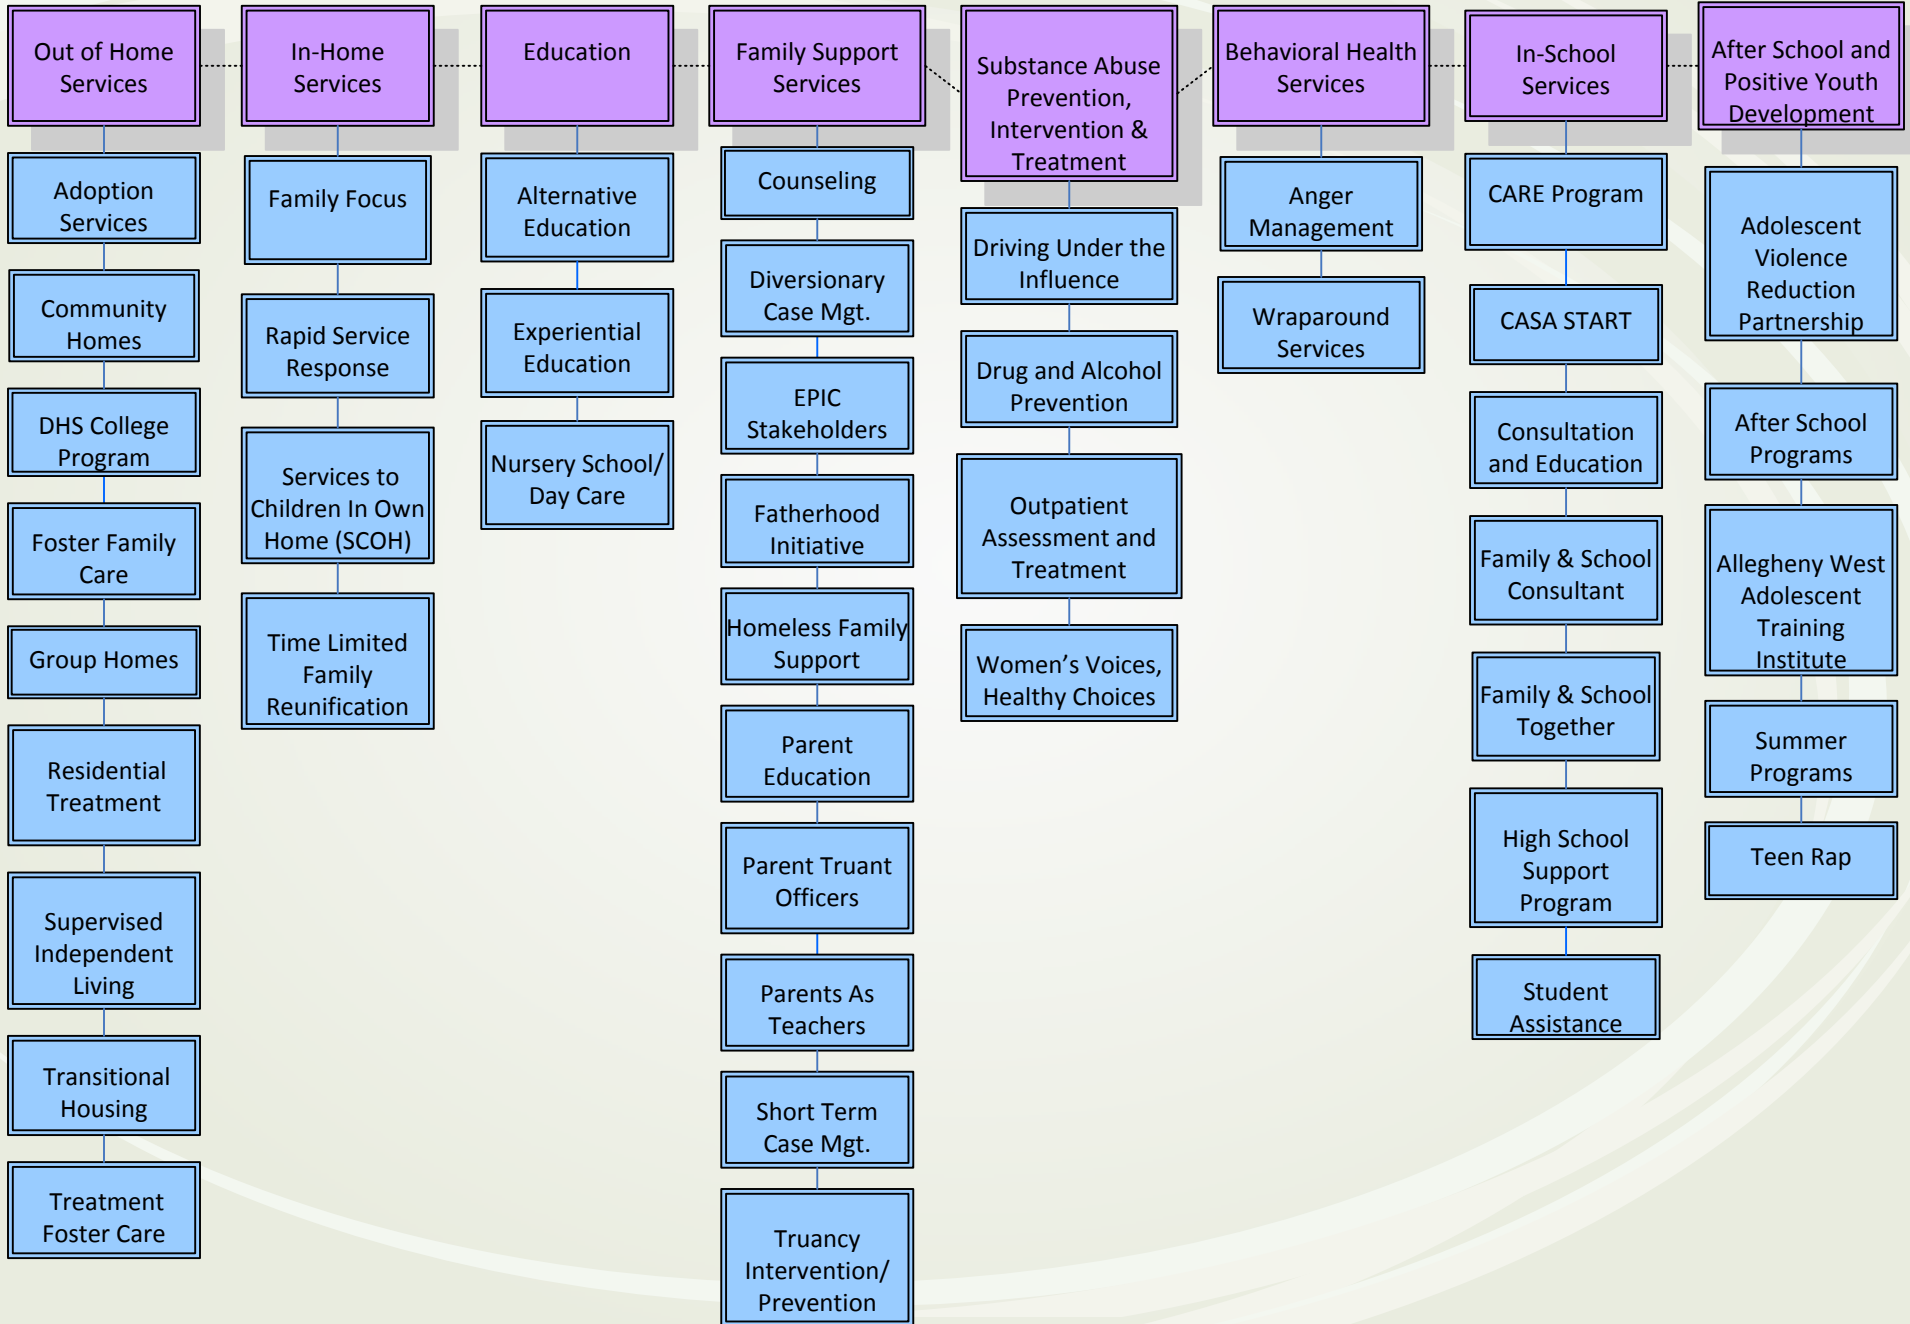 Out of Home
Services
In-Home
Services
Education
Family Support
Services
Substance Abuse
Prevention,
Intervention &
Treatment
Behavioral Health
Services
In-School
Services
After School and
Positive Youth
Development
Adoption
Services
Community
Homes
DHS College
Program
Foster Family
Care
Group Homes
Residential
Treatment
Supervised
Independent
Living
Transitional
Housing
Treatment
Foster Care
Family Focus
Rapid Service
Response
Services to
Children In Own
Home (SCOH)
Time Limited
Family
Reunification
Alternative
Education
Experiential
Education
Nursery School/
Day Care
Counseling
Diversionary
Case Mgt.
EPIC
Stakeholders
Fatherhood
Initiative
Homeless Family
Support
Parent
Education
Parent Truant
Officers
Parents As
Teachers
Short Term
Case Mgt.
Truancy
Intervention/
Prevention
Driving Under the
Influence
Drug and Alcohol
Prevention
Outpatient
Assessment and
Treatment
Women’s Voices,
Healthy Choices
Anger
Management
Wraparound
Services
CARE Program
CASA START
Consultation
and Education
Family & School
Consultant
Family & School
Together
High School
Support
Program
Student
Assistance
Adolescent
Violence
Reduction
Partnership
After School
Programs
Allegheny West
Adolescent
Training
Institute
Summer
Programs
Teen Rap